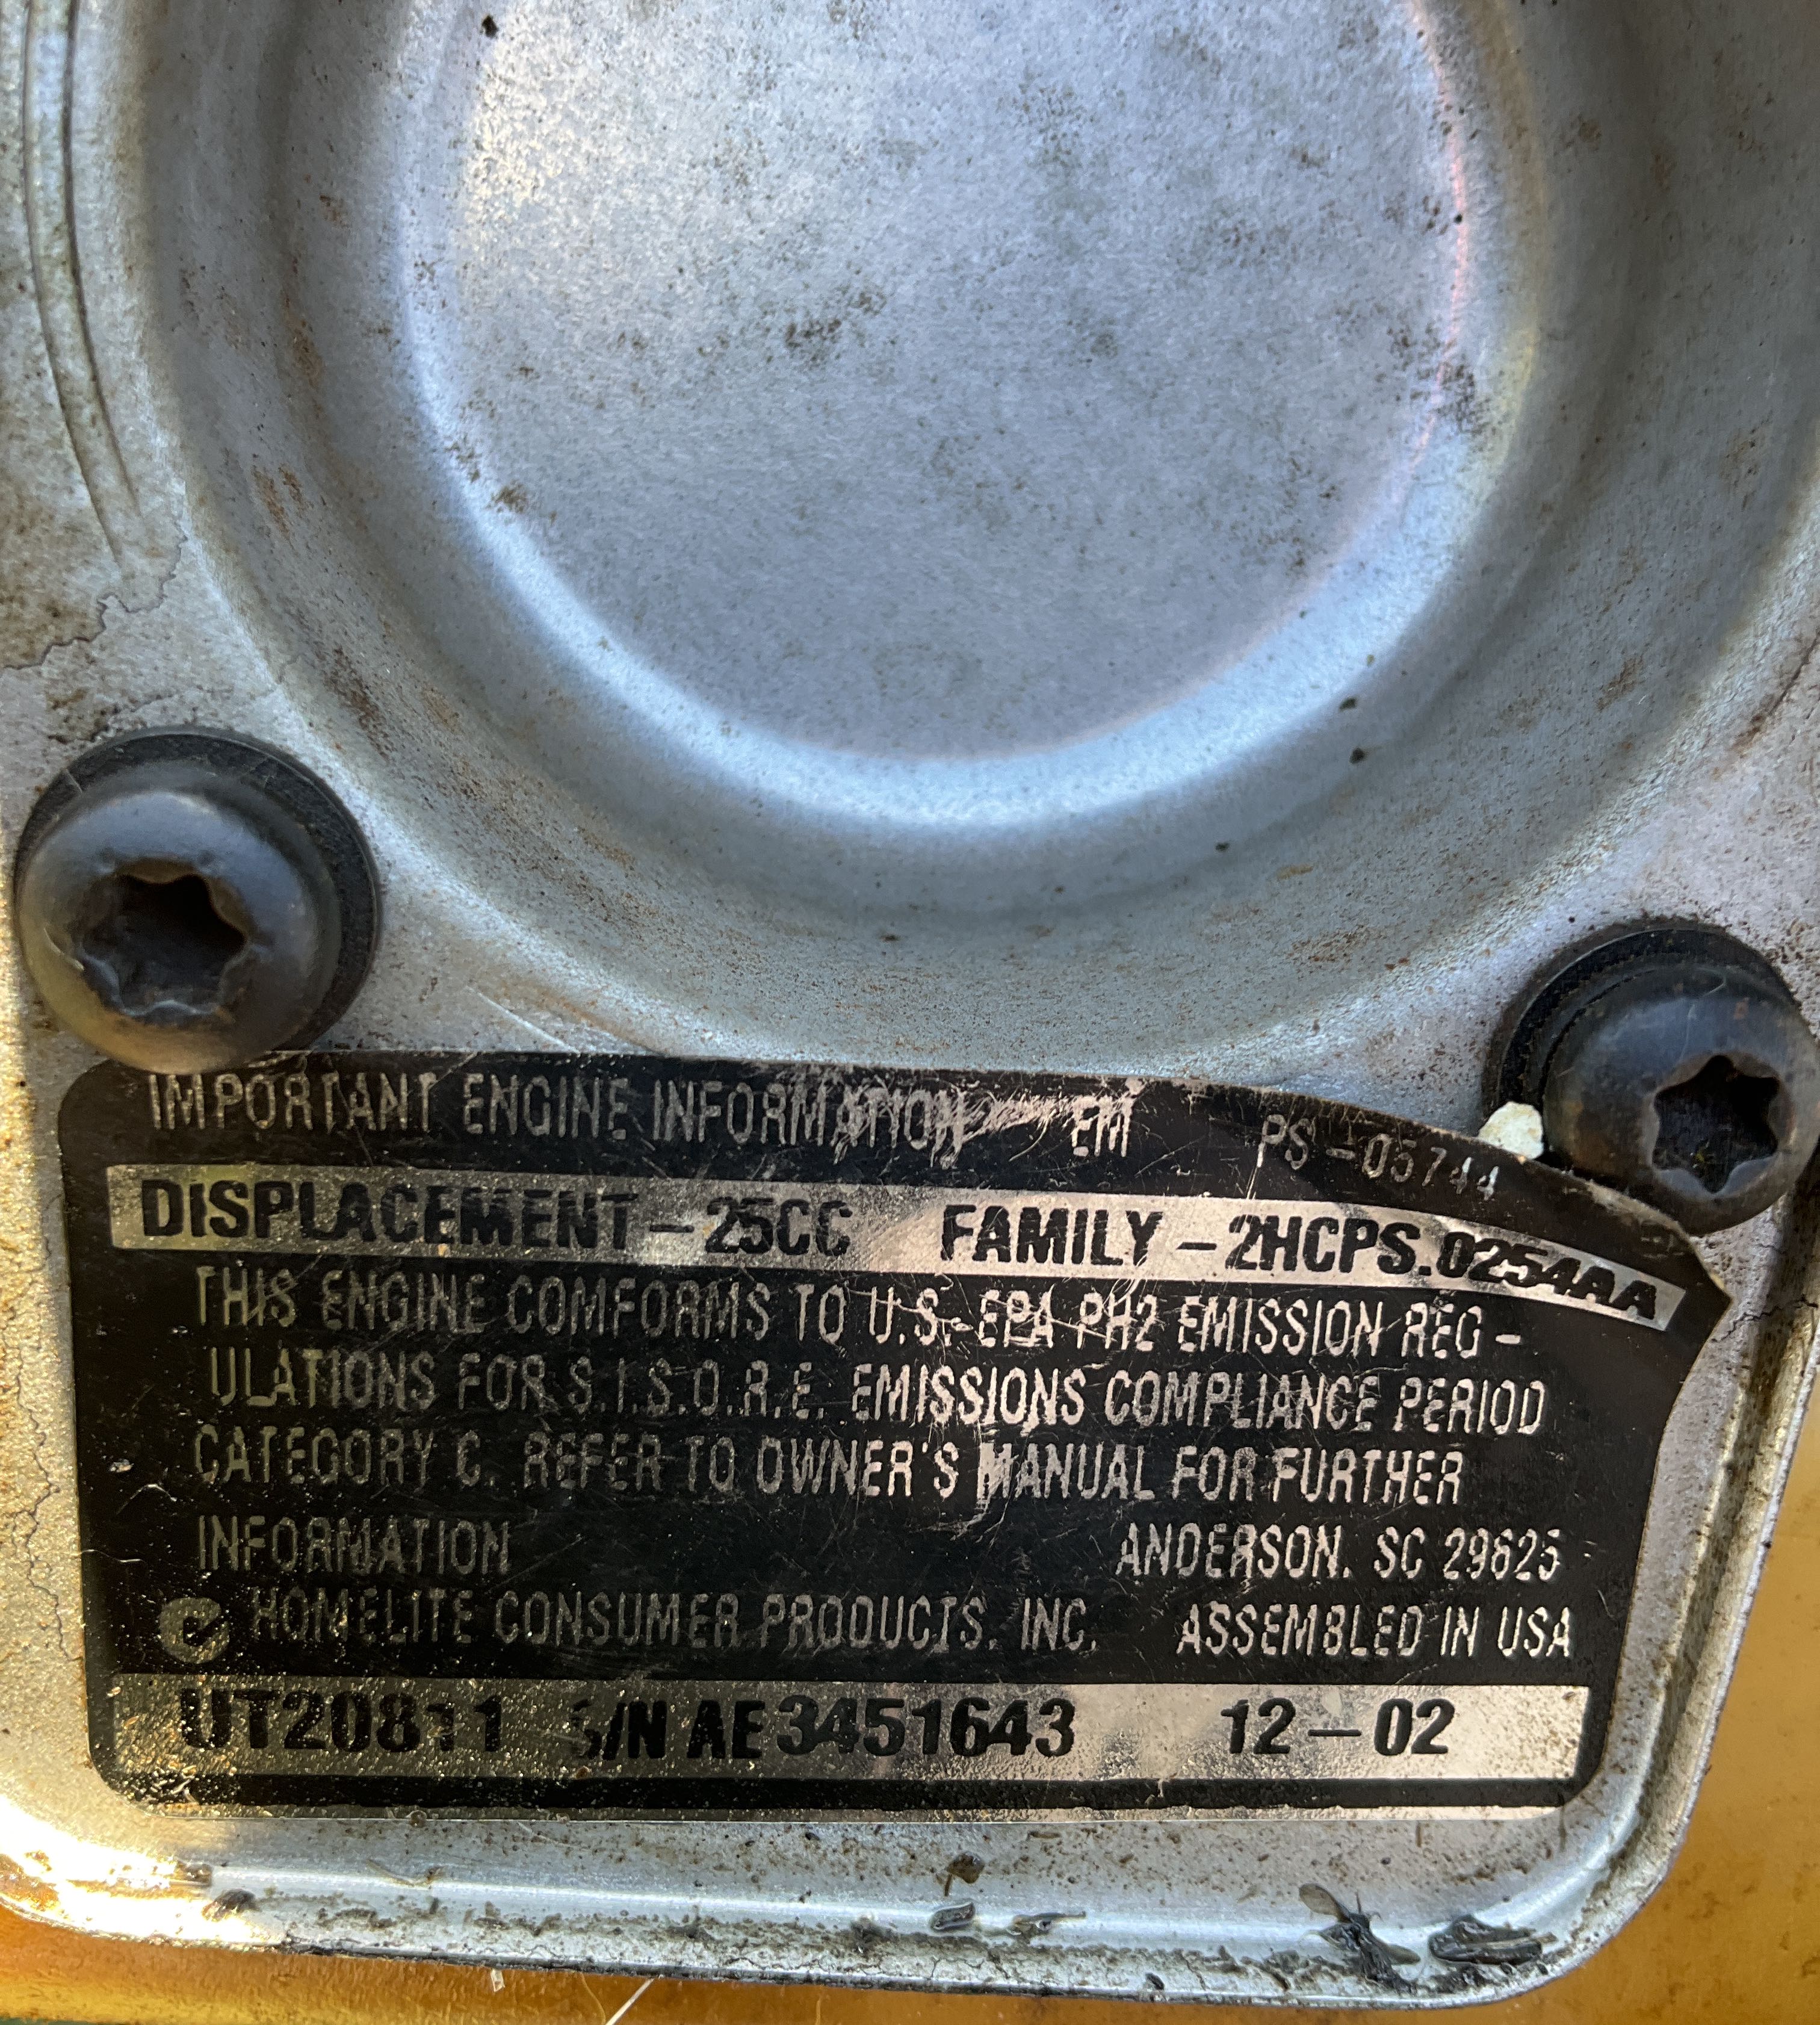 IMPORTANT ENGINE INFORMATION EM PS-05744
DISPLACEMENT-25CC FAMILY-2HCPS.0254AA
THIS ENGINE COMFORMS TO U.S.-EPA PH2 EMISSION REG-
ULATIONS FOR S.I.S.O.R.E. EMISSIONS COMPLIANCE PERIOD
CATEGORY C. REFER TO OWNER'S MANUAL FOR FURTHER
INFORMATION ANDERSON. SC 29625
HOMELITE CONSUMER PRODUCTS. INC. ASSEMBLED IN USA
UT20811 S/N AE3451643 12-02